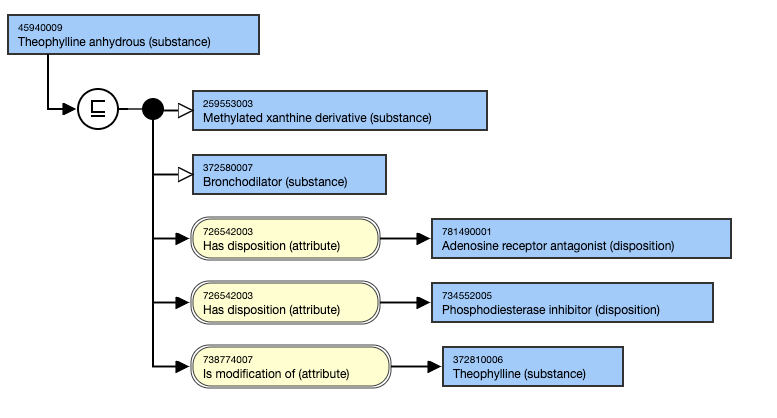 45940009
Theophylline anhydrous (substance)
⊑
259553003
Methylated xanthine derivative (substance)
372580007
Bronchodilator (substance)
726542003
Has disposition (attribute)
781490001
Adenosine receptor antagonist (disposition)
726542003
Has disposition (attribute)
734552005
Phosphodiesterase inhibitor (disposition)
738774007
Is modification of (attribute)
372810006
Theophylline (substance)